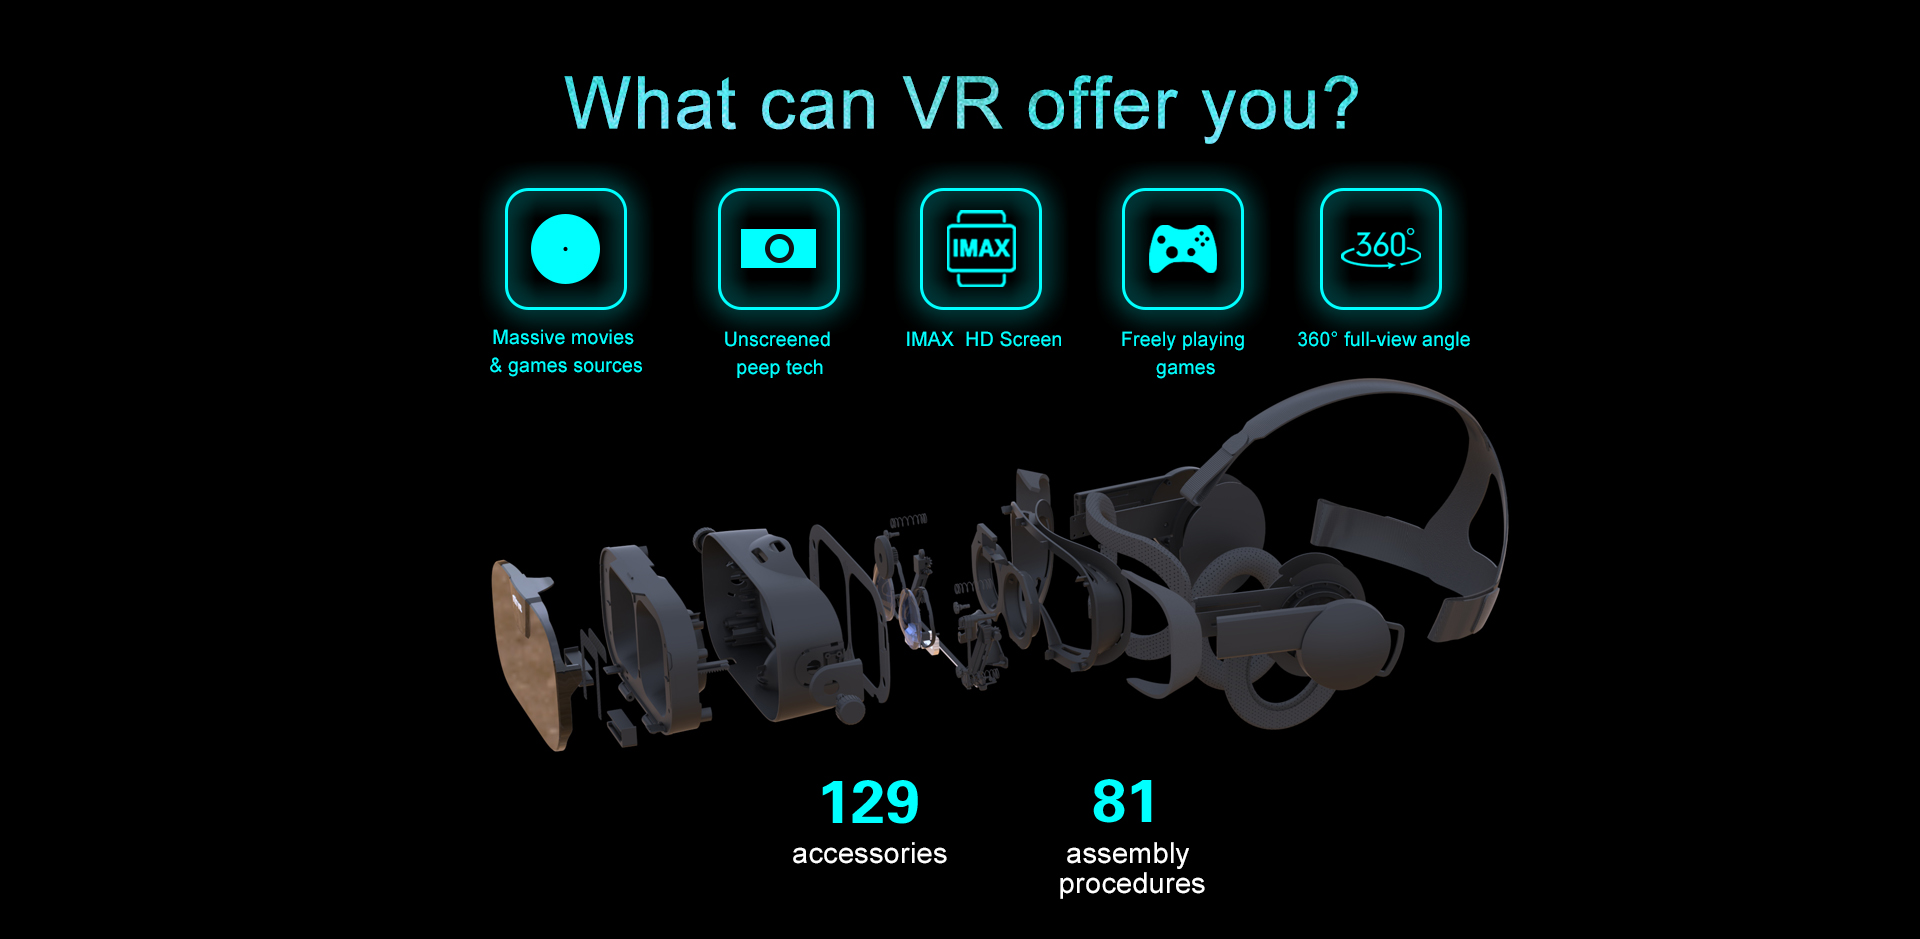 What can VR offer you?
Massive movies
& games sources
Unscreened
peep tech
IMAX
IMAX HD Screen
Freely playing
games
360°
360° full-view angle
129
accessories
81
assembly
procedures